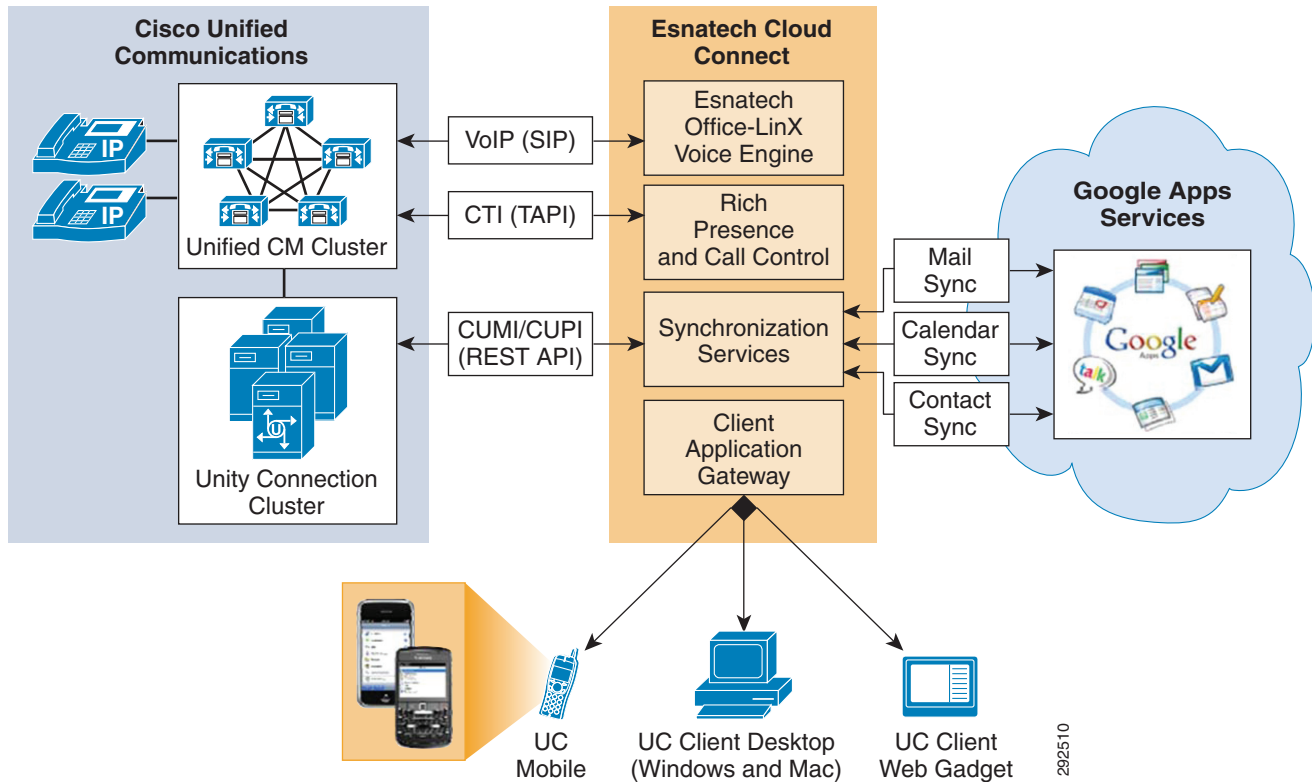 Cisco Unified
Communications
IP
IP
Unified CM Cluster
Unity Connection
Cluster
U
VoIP (SIP)
CTI (TAPI)
CUMI/CUPI
(REST API)
Esnatech Cloud
Connect
Esnatech
Office-LinX
Voice Engine
Rich
Presence
and Call Control
Synchronization
Services
Client
Application
Gateway
Mail
Sync
Calendar
Sync
Contact
Sync
Google Apps
Services
Google
Apps
talk
UC
Mobile
UC Client Desktop
(Windows and Mac)
UC Client
Web Gadget
292510